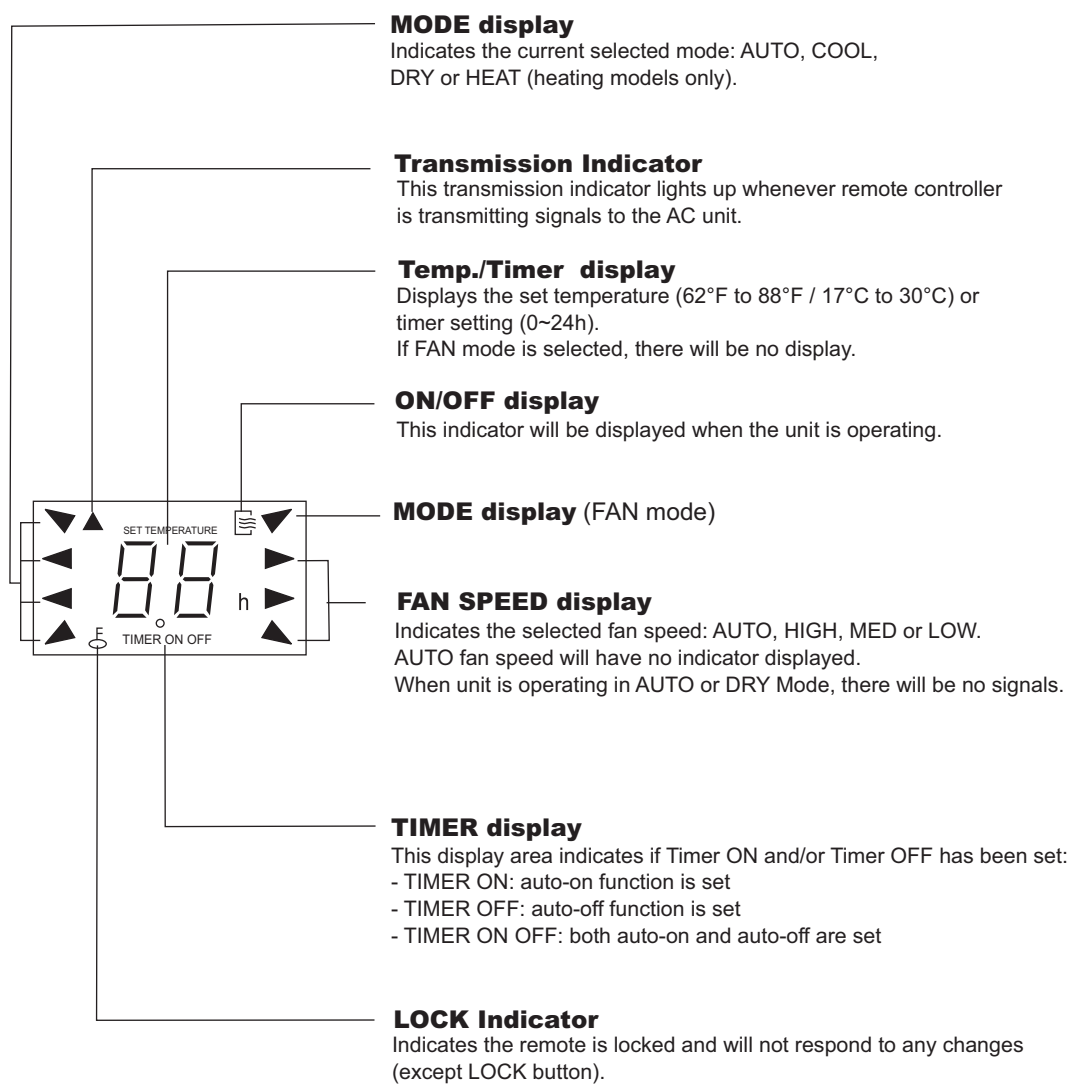 MODE display
Indicates the current selected mode: AUTO, COOL,
DRY or HEAT (heating models only).
Transmission Indicator
This transmission indicator lights up whenever remote controller
is transmitting signals to the AC unit.
Temp./Timer display
Displays the set temperature (62°F to 88°F / 17°C to 30°C) or
timer setting (0~24h).
If FAN mode is selected, there will be no display.
ON/OFF display
This indicator will be displayed when the unit is operating.
MODE display (FAN mode)
SET TEMPERATURE
88
h
TIMER ON OFF
FAN SPEED display
Indicates the selected fan speed: AUTO, HIGH, MED or LOW.
AUTO fan speed will have no indicator displayed.
When unit is operating in AUTO or DRY Mode, there will be no signals.
TIMER display
This display area indicates if Timer ON and/or Timer OFF has been set:
- TIMER ON: auto-on function is set
- TIMER OFF: auto-off function is set
- TIMER ON OFF: both auto-on and auto-off are set
LOCK Indicator
Indicates the remote is locked and will not respond to any changes
(except LOCK button).